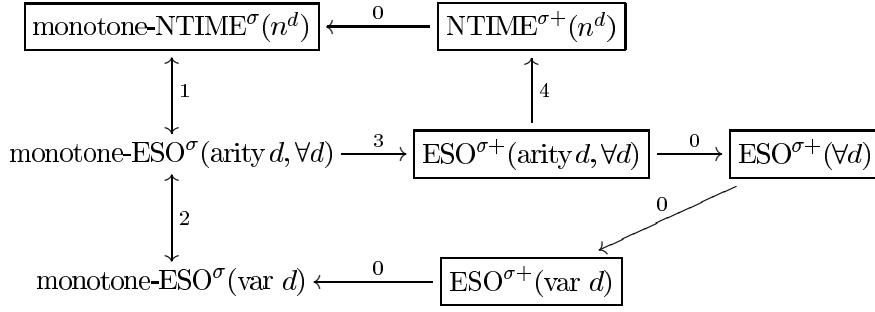 monotone-NTIME^σ(n^d) 0 NTIME^{σ+}(n^d)
1 4
monotone-ESO^σ(arity d, ∀d) 3 ESO^{σ+}(arity d, ∀d) 0 ESO^{σ+}(∀d)
2 0
monotone-ESO^σ(var d) 0 ESO^{σ+}(var d)